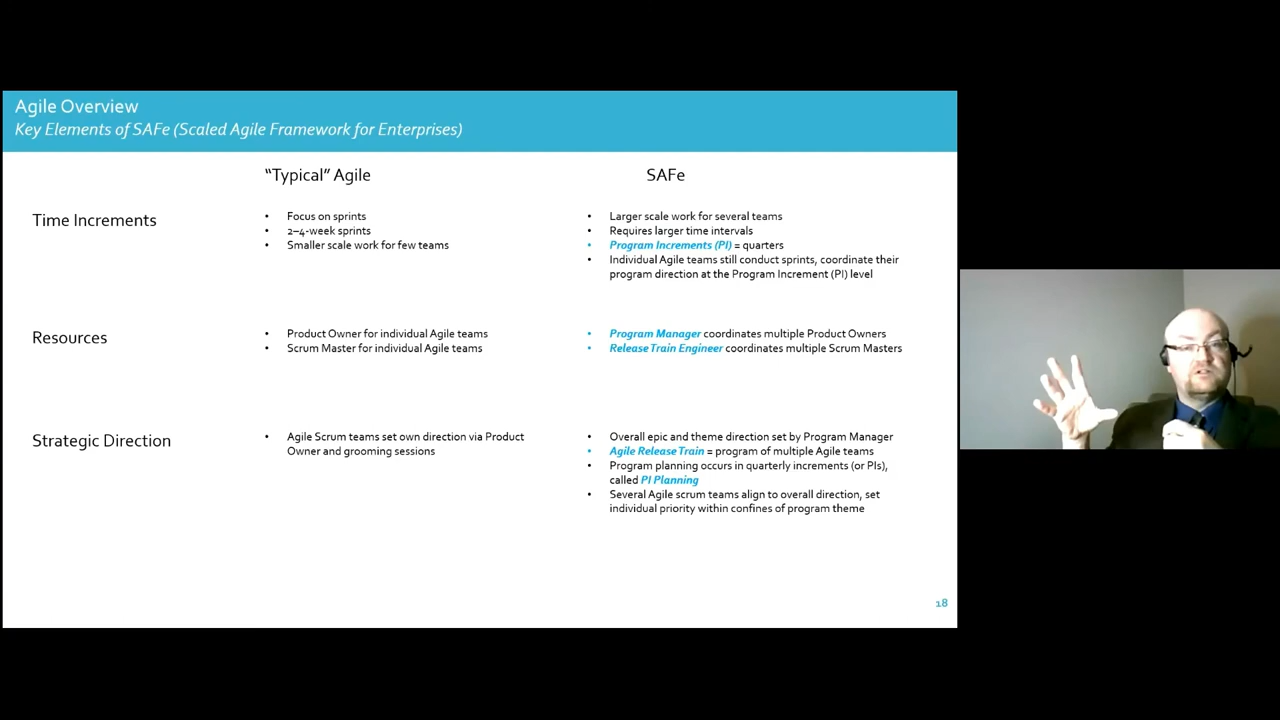 Agile Overview
Key Elements of SAFe (Scaled Agile Framework for Enterprises)
“Typical” Agile
SAFe
Time Increments
• Focus on sprints
• 2–4-week sprints
• Smaller scale work for few teams
• Larger scale work for several teams
• Requires larger time intervals
• Program Increments (PI) = quarters
• Individual Agile teams still conduct sprints, coordinate their
program direction at the Program Increment (PI) level
Resources
• Product Owner for individual Agile teams
• Scrum Master for individual Agile teams
• Program Manager coordinates multiple Product Owners
• Release Train Engineer coordinates multiple Scrum Masters
Strategic Direction
• Agile Scrum teams set own direction via Product
Owner and grooming sessions
• Overall epic and theme direction set by Program Manager
• Agile Release Train = program of multiple Agile teams
• Program planning occurs in quarterly increments (or PIs),
called PI Planning
• Several Agile scrum teams align to overall direction, set
individual priority within confines of program theme
18